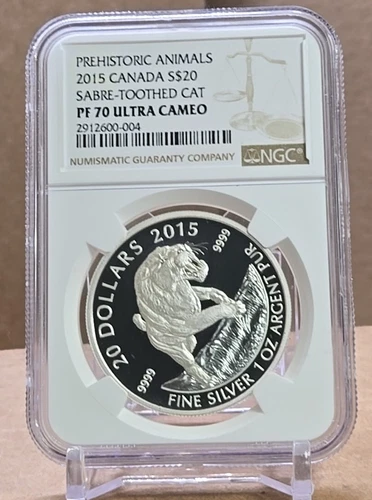 PREHISTORIC ANIMALS
2015 CANADA S$20
SABRE-TOOTHED CAT
PF 70 ULTRA CAMEO
2912600-004
NUMISMATIC GUARANTY COMPANY
NGC®
20 DOLLARS 2015
9999
9999
FINE SILVER 1 OZ ARGENT PUR